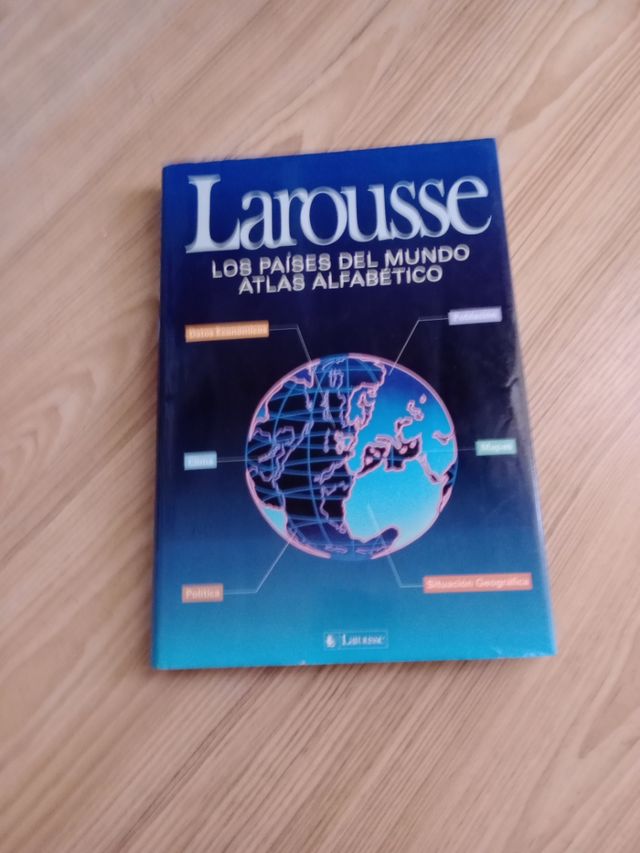 Larousse
LOS PAÍSES DEL MUNDO
ATLAS ALFABÉTICO
Datos Económicos
Población
Clima
Mapas
Política
Situación Geográfica
Larousse